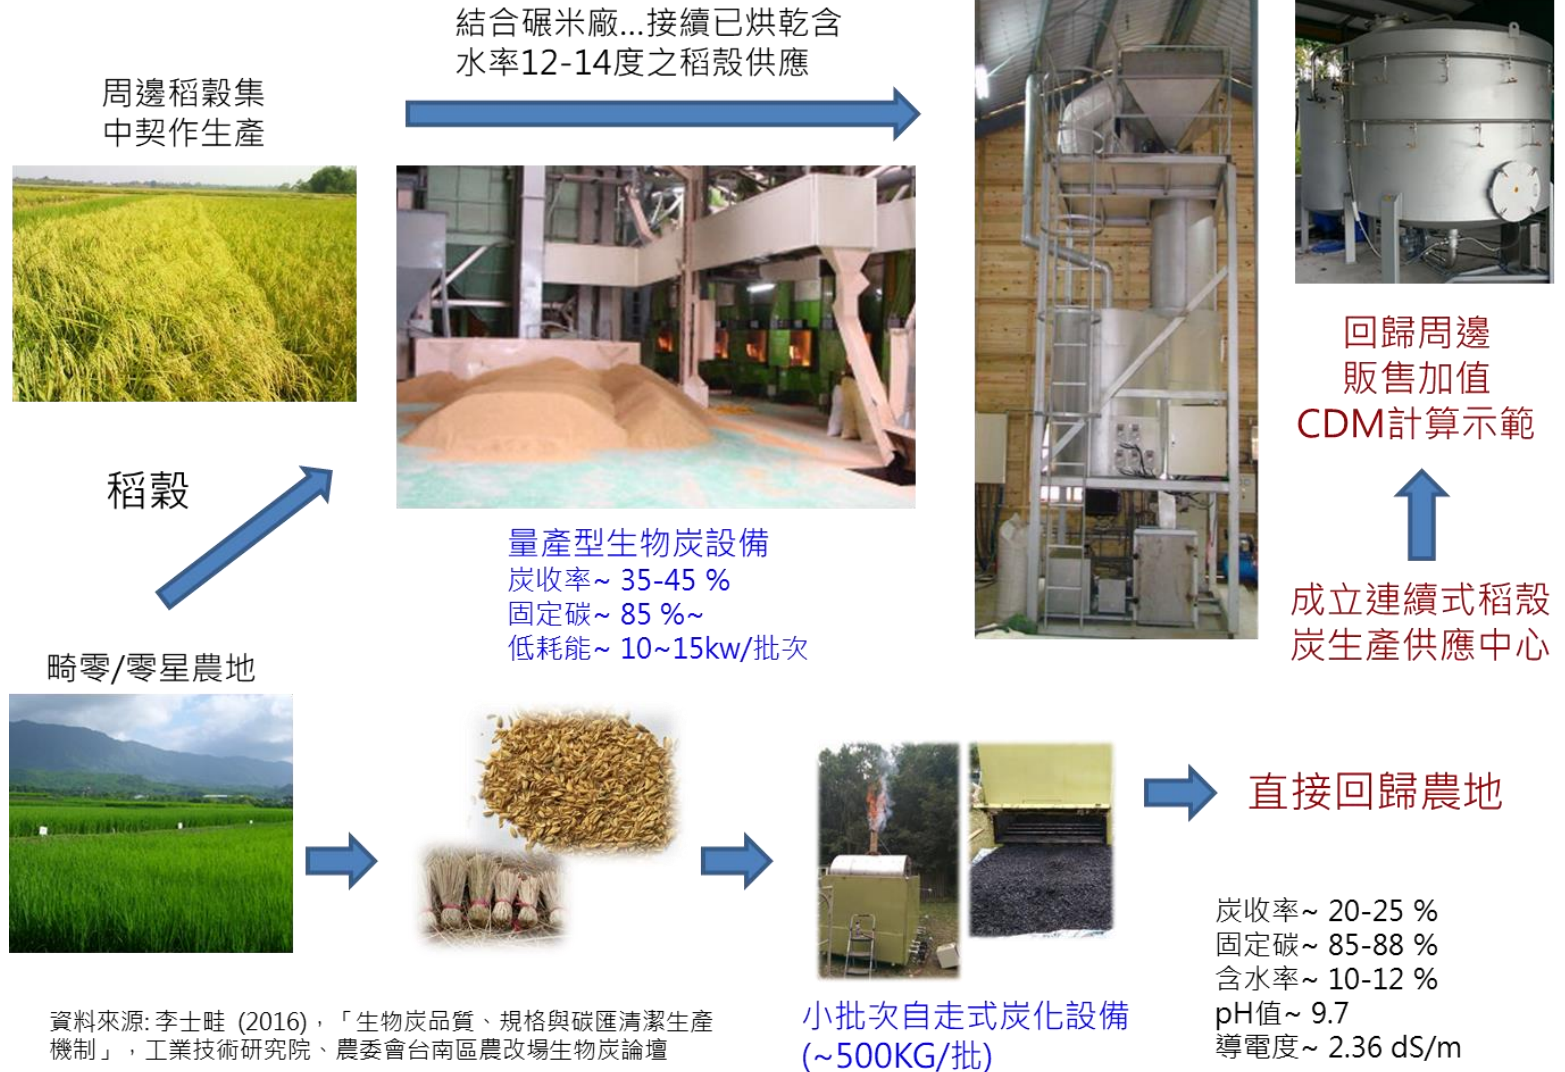 結合碾米廠...接續已烘乾含
水率12-14度之稻殼供應
周邊稻穀集
中契作生產
回歸周邊
販售加值
CDM計算示範
稻穀
量產型生物炭設備
炭收率~ 35-45 %
固定碳~ 85 %~
低耗能~ 10~15kw/批次
成立連續式稻殼
炭生產供應中心
畸零/零星農地
直接回歸農地
炭收率~ 20-25 %
固定碳~ 85-88 %
含水率~ 10-12 %
pH值~ 9.7
導電度~ 2.36 dS/m
小批次自走式炭化設備
(~500KG/批)
資料來源: 李士畦 (2016),「生物炭品質、規格與碳匯清潔生產
機制」,工業技術研究院、農委會台南區農改場生物炭論壇